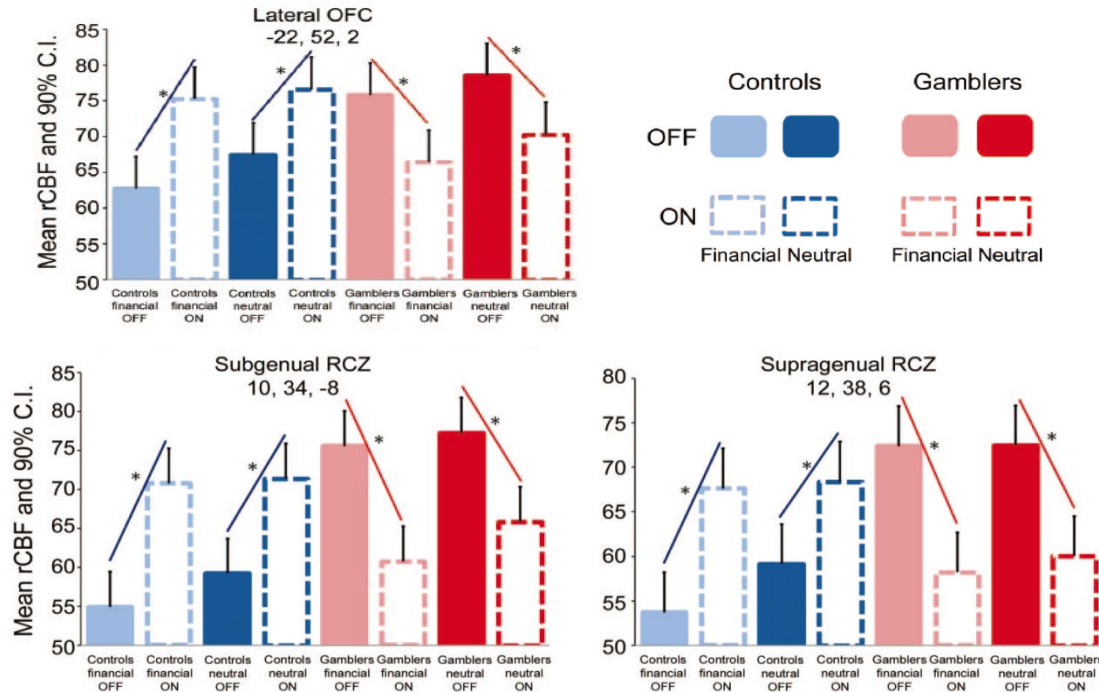 Lateral OFC
-22, 52, 2
Mean rCBF and 90% C.I.
85
80
75
70
65
60
55
50
*
*
*
*
Controls financial OFF
Controls financial ON
Controls neutral OFF
Controls neutral ON
Gamblers financial OFF
Gamblers financial ON
Gamblers neutral OFF
Gamblers neutral ON
Controls Gamblers
OFF
ON
Financial Neutral Financial Neutral
Subgenual RCZ
10, 34, -8
Mean rCBF and 90% C.I.
85
80
75
70
65
60
55
50
*
*
*
*
Controls financial OFF
Controls financial ON
Controls neutral OFF
Controls neutral ON
Gamblers financial OFF
Gamblers financial ON
Gamblers neutral OFF
Gamblers neutral ON
Supragenual RCZ
12, 38, 6
80
75
70
65
60
55
50
*
*
*
*
Controls financial OFF
Controls financial ON
Controls neutral OFF
Controls neutral ON
Gamblers financial OFF
Gamblers financial ON
Gamblers neutral OFF
Gamblers neutral ON